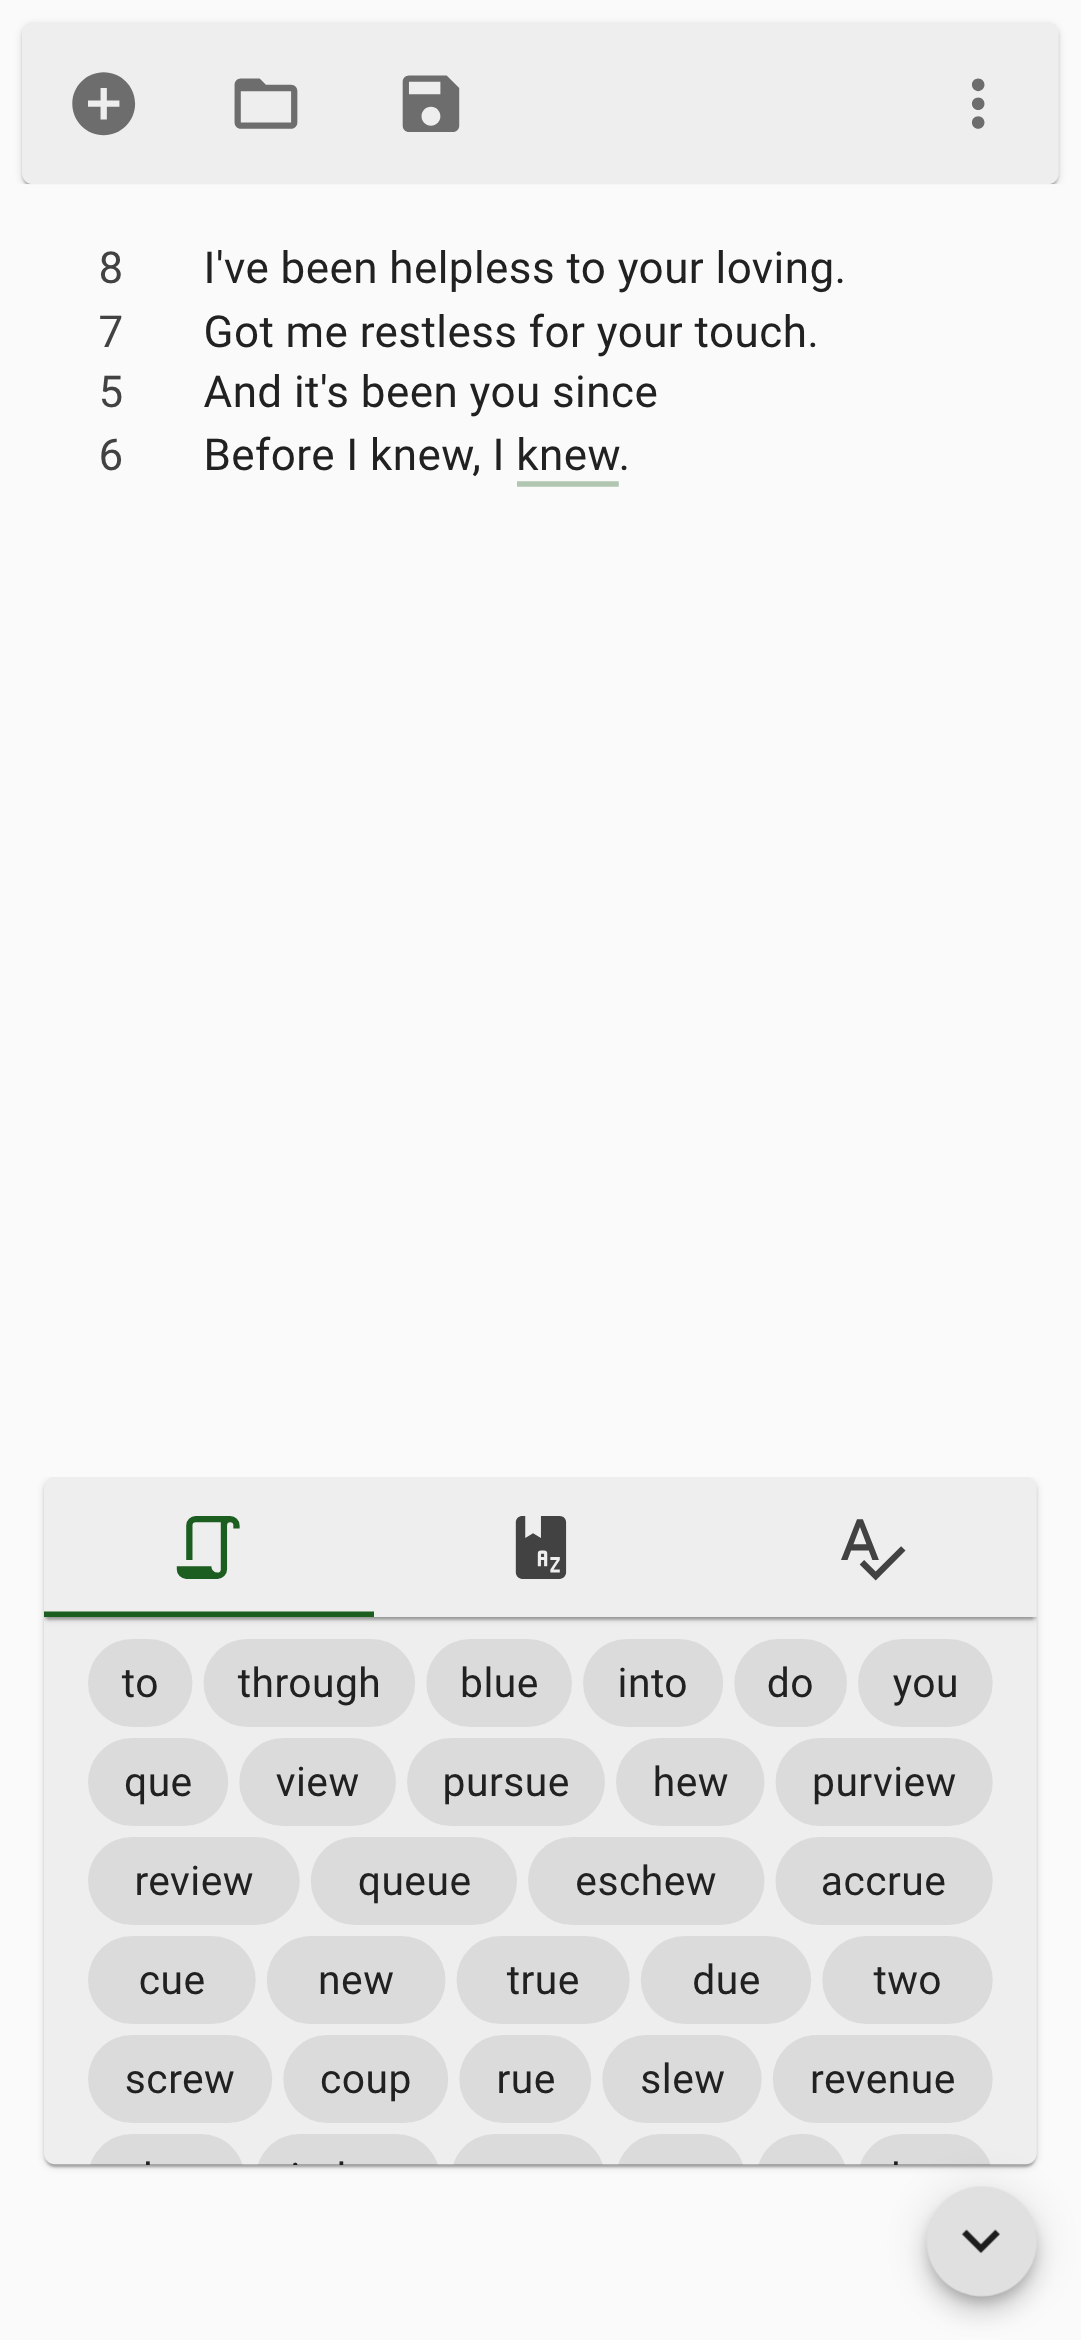 8 I've been helpless to your loving.
7 Got me restless for your touch.
5 And it's been you since
6 Before I knew, I knew.
A
AZ
to through blue into do you
que view pursue hew purview
review queue eschew accrue
cue new true due two
screw coup rue slew revenue